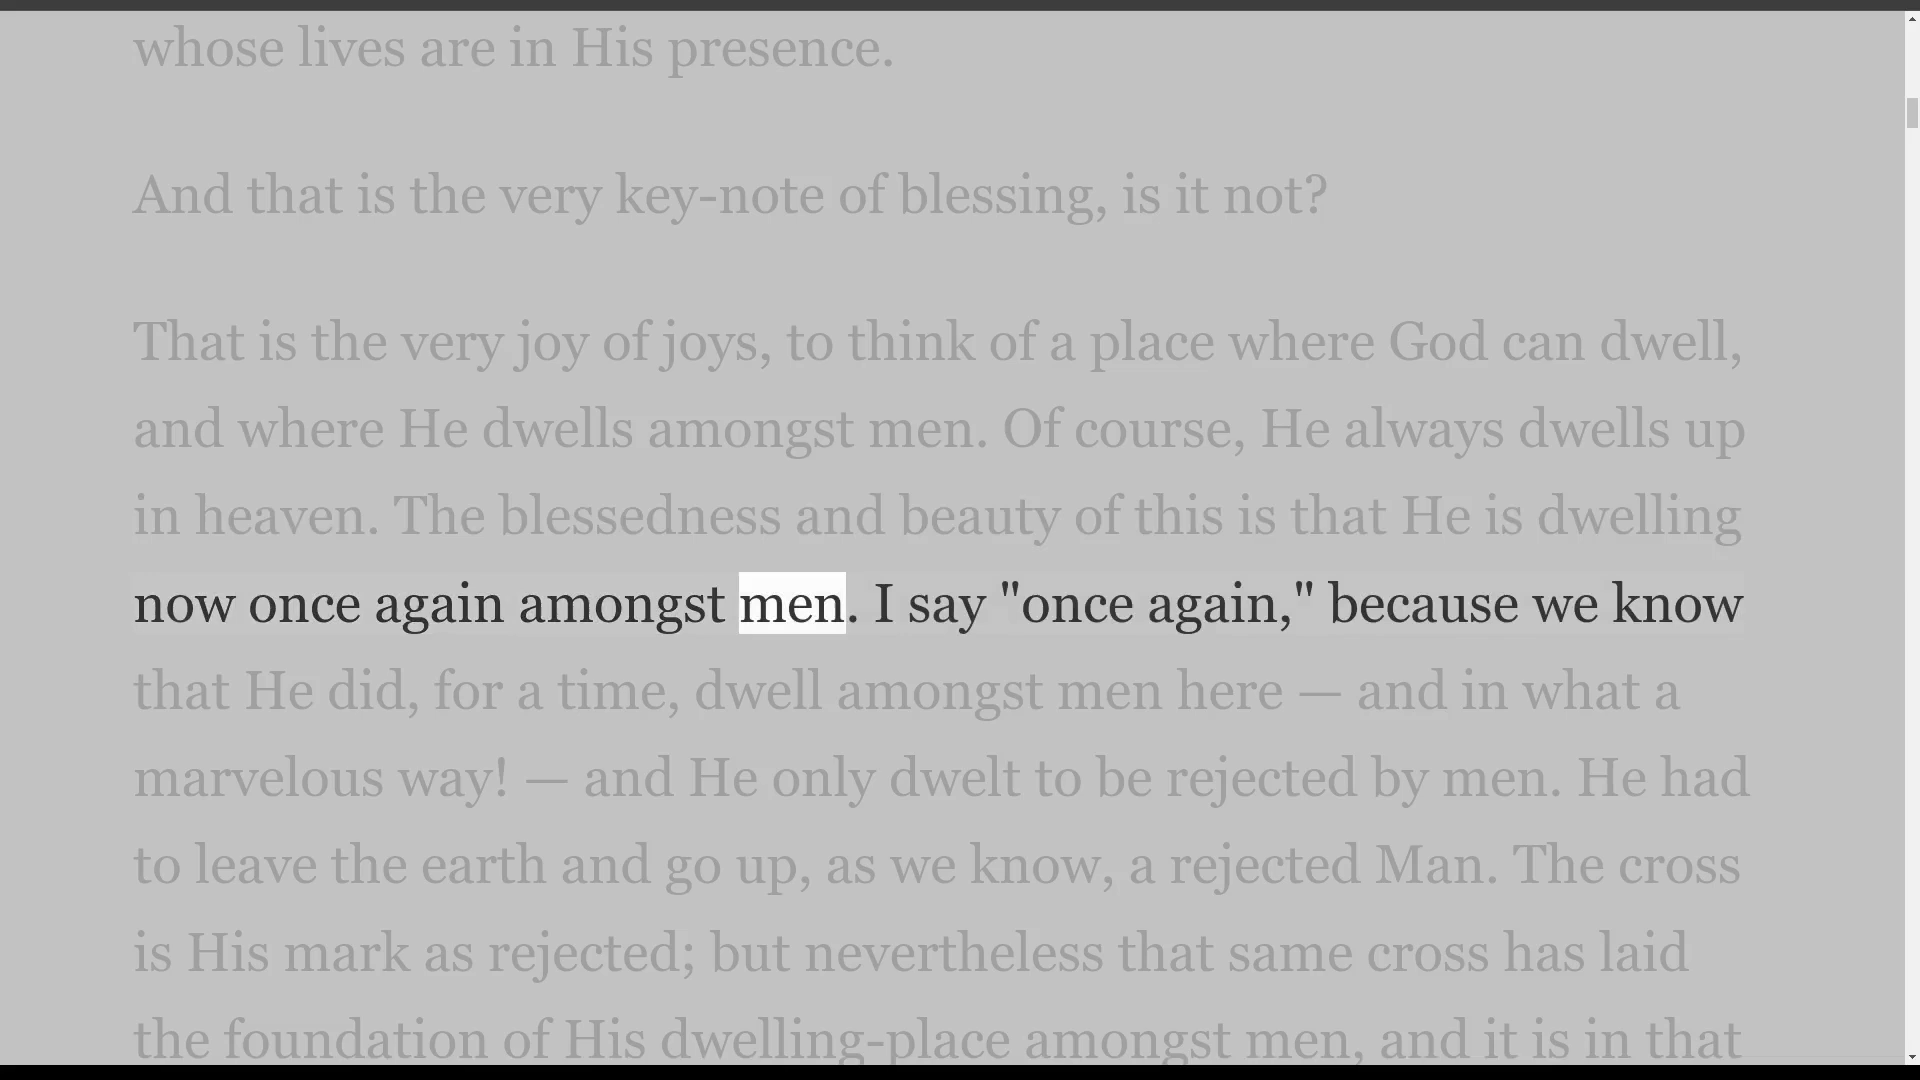 whose lives are in His presence.
And that is the very key-note of blessing, is it not?
That is the very joy of joys, to think of a place where God can dwell,
and where He dwells amongst men. Of course, He always dwells up
in heaven. The blessedness and beauty of this is that He is dwelling
now once again amongst men. I say "once again," because we know
that He did, for a time, dwell amongst men here — and in what a
marvelous way! — and He only dwelt to be rejected by men. He had
to leave the earth and go up, as we know, a rejected Man. The cross
is His mark as rejected; but nevertheless that same cross has laid
the foundation of His dwelling-place amongst men, and it is in that